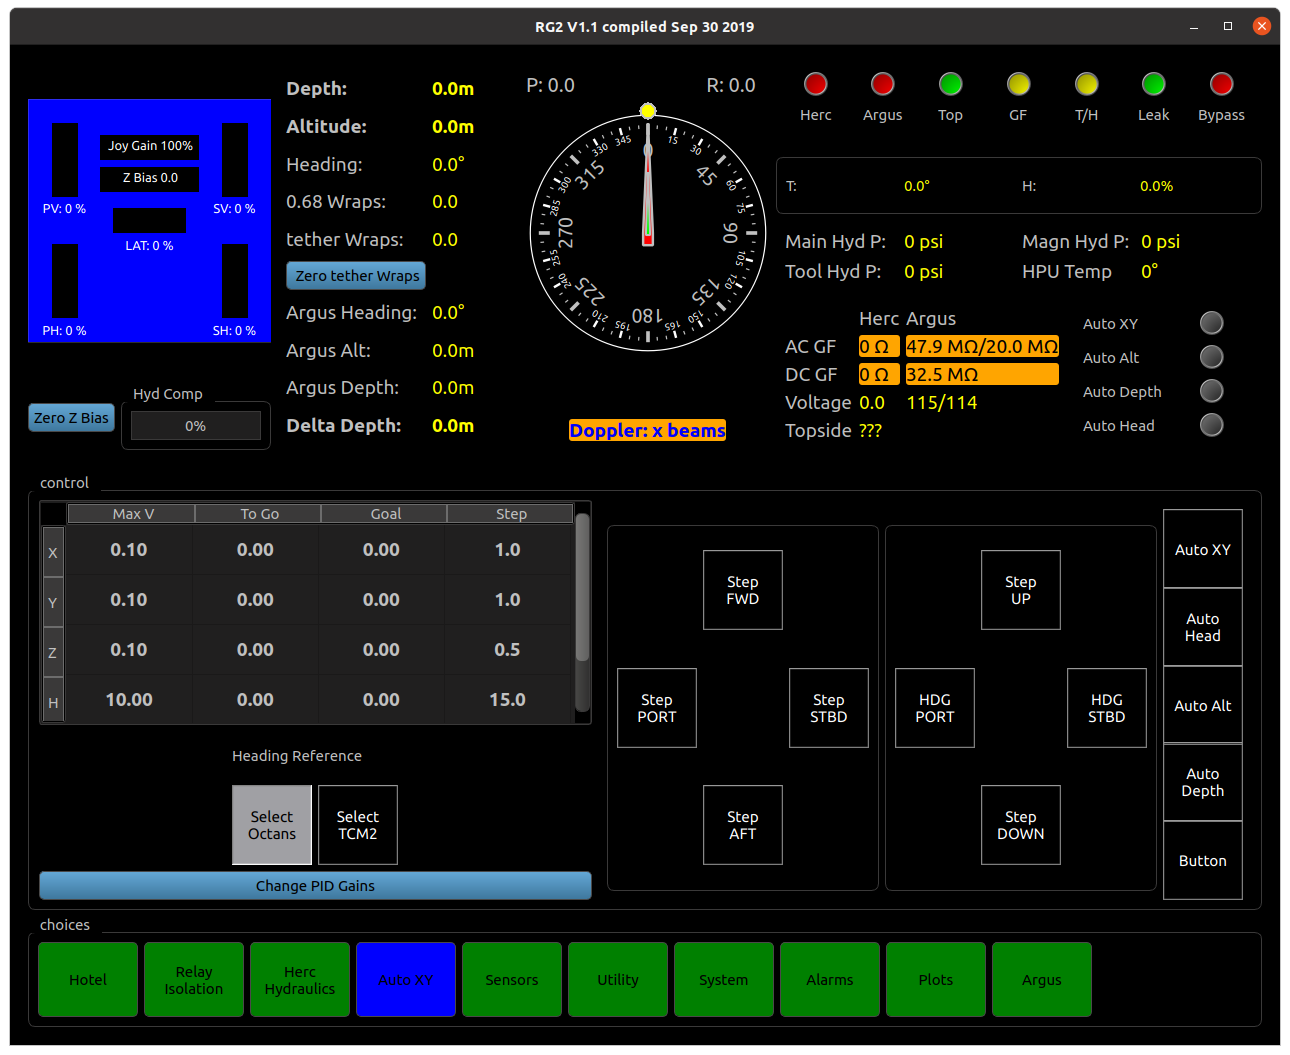 RG2 V1.1 compiled Sep 30 2019
Joy Gain 100%
Z Bias 0.0
PV: 0 %
SV: 0 %
LAT: 0 %
PH: 0 %
SH: 0 %
Zero Z Bias
Hyd Comp
0%
Depth: 0.0m
Altitude: 0.0m
Heading: 0.0°
0.68 Wraps: 0.0
tether Wraps: 0.0
Zero tether Wraps
Argus Heading: 0.0°
Argus Alt: 0.0m
Argus Depth: 0.0m
Delta Depth: 0.0m
P: 0.0 R: 0.0
0
15
30
45
60
75
90
105
120
135
150
165
180
195
210
225
240
255
270
285
300
315
330
345
Doppler: x beams
Herc Argus Top GF T/H Leak Bypass
T: 0.0° H: 0.0%
Main Hyd P: 0 psi Magn Hyd P: 0 psi
Tool Hyd P: 0 psi HPU Temp 0°
Herc Argus
AC GF 0 Ω 47.9 MΩ/20.0 MΩ
DC GF 0 Ω 32.5 MΩ
Voltage 0.0 115/114
Topside ???
Auto XY
Auto Alt
Auto Depth
Auto Head
control
Max V To Go Goal Step
X 0.10 0.00 0.00 1.0
Y 0.10 0.00 0.00 1.0
Z 0.10 0.00 0.00 0.5
H 10.00 0.00 0.00 15.0
Heading Reference
Select
Octans
Select
TCM2
Change PID Gains
Step
FWD
Step
PORT
Step
STBD
Step
AFT
Step
UP
HDG
PORT
HDG
STBD
Step
DOWN
Auto XY
Auto
Head
Auto Alt
Auto
Depth
Button
choices
Hotel
Relay
Isolation
Herc
Hydraulics
Auto XY
Sensors
Utility
System
Alarms
Plots
Argus